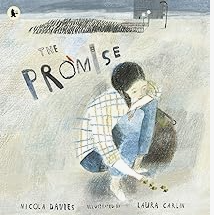 THE
PROMISE
NICOLA DAVIES ILLUSTRATED BY LAURA CARLIN